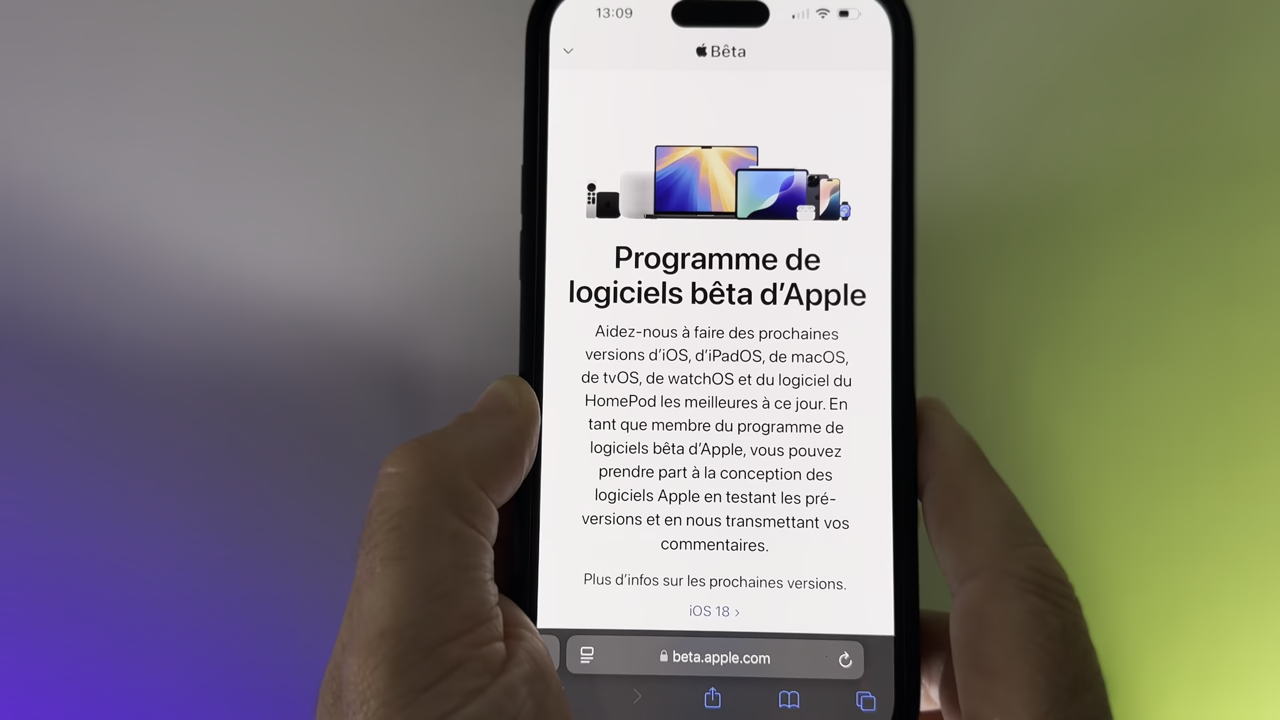 13:09
Bêta
Programme de
logiciels bêta d'Apple
Aidez-nous à faire des prochaines
versions d'iOS, d'iPadOS, de macOS,
de tvOS, de watchOS et du logiciel du
HomePod les meilleures à ce jour. En
tant que membre du programme de
logiciels bêta d'Apple, vous pouvez
prendre part à la conception des
logiciels Apple en testant les pré-
versions et en nous transmettant vos
commentaires.
Plus d'infos sur les prochaines versions.
iOS 18 >
beta.apple.com